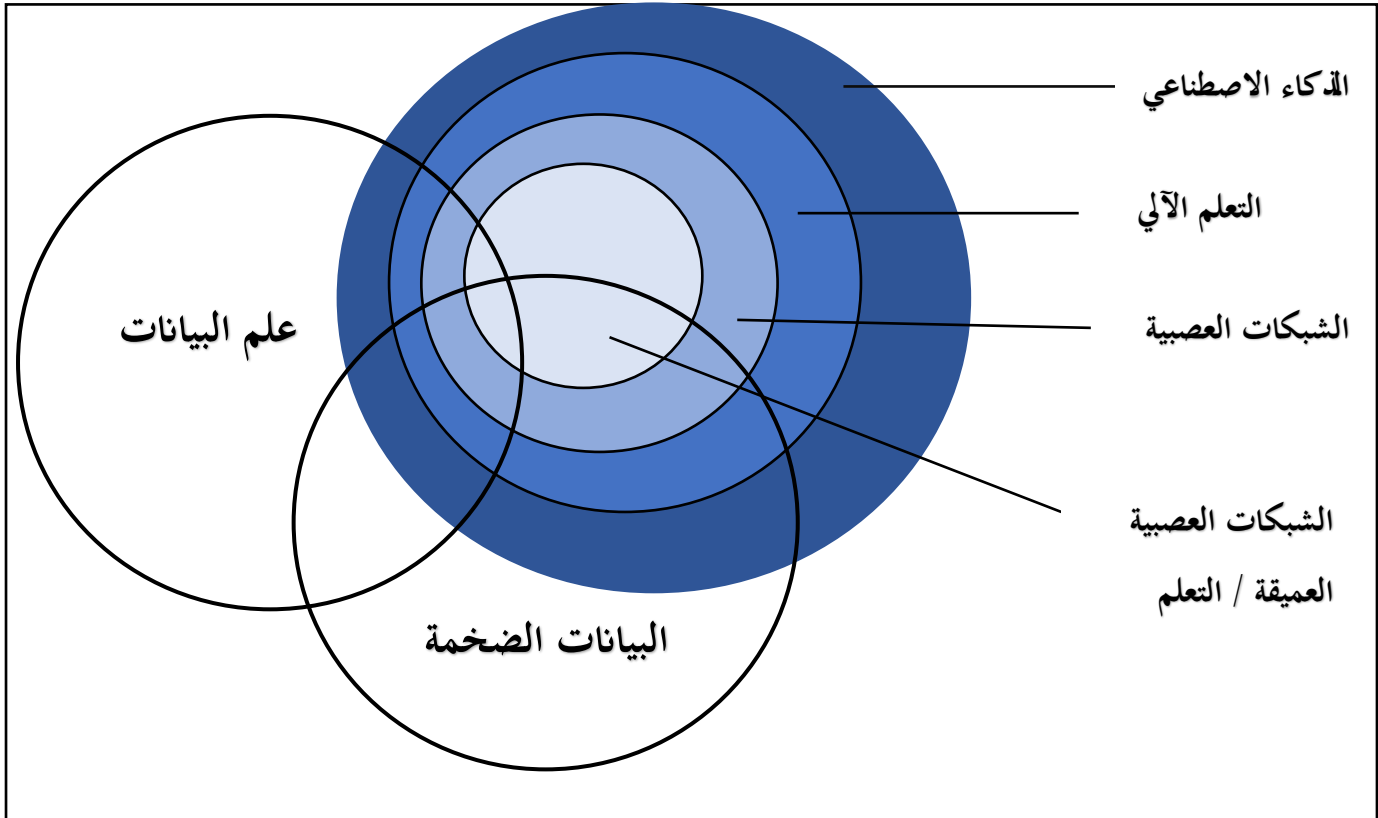 الذكاء الاصطناعي
التعلم الآلي
الشبكات العصبية
علم البيانات
الشبكات العصبية
العميقة / التعلم
البيانات الضخمة